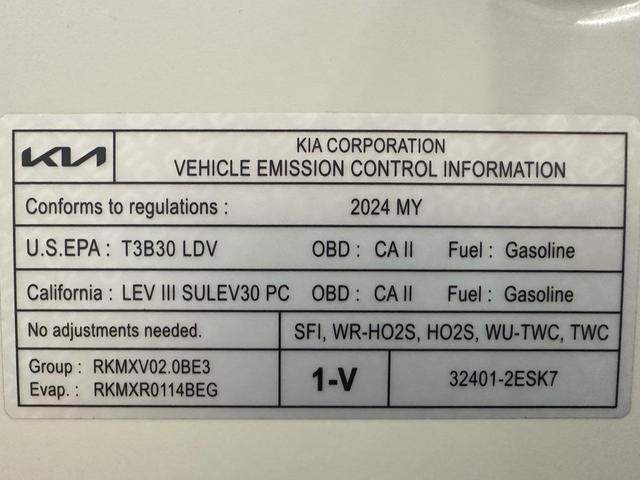 KIA
KIA CORPORATION
VEHICLE EMISSION CONTROL INFORMATION
Conforms to regulations : 2024 MY
U.S.EPA : T3B30 LDV OBD : CA II Fuel : Gasoline
California : LEV III SULEV30 PC OBD : CA II Fuel : Gasoline
No adjustments needed. SFI, WR-HO2S, HO2S, WU-TWC, TWC
Group : RKMXV02.0BE3
Evap. : RKMXR0114BEG
1-V
32401-2ESK7